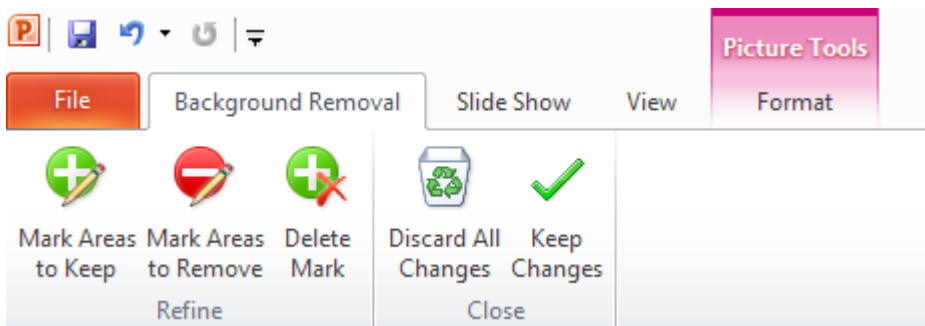 P
Picture Tools
File Background Removal Slide Show View Format
Mark Areas Mark Areas Delete Discard All Keep
to Keep to Remove Mark Changes Changes
Refine Close